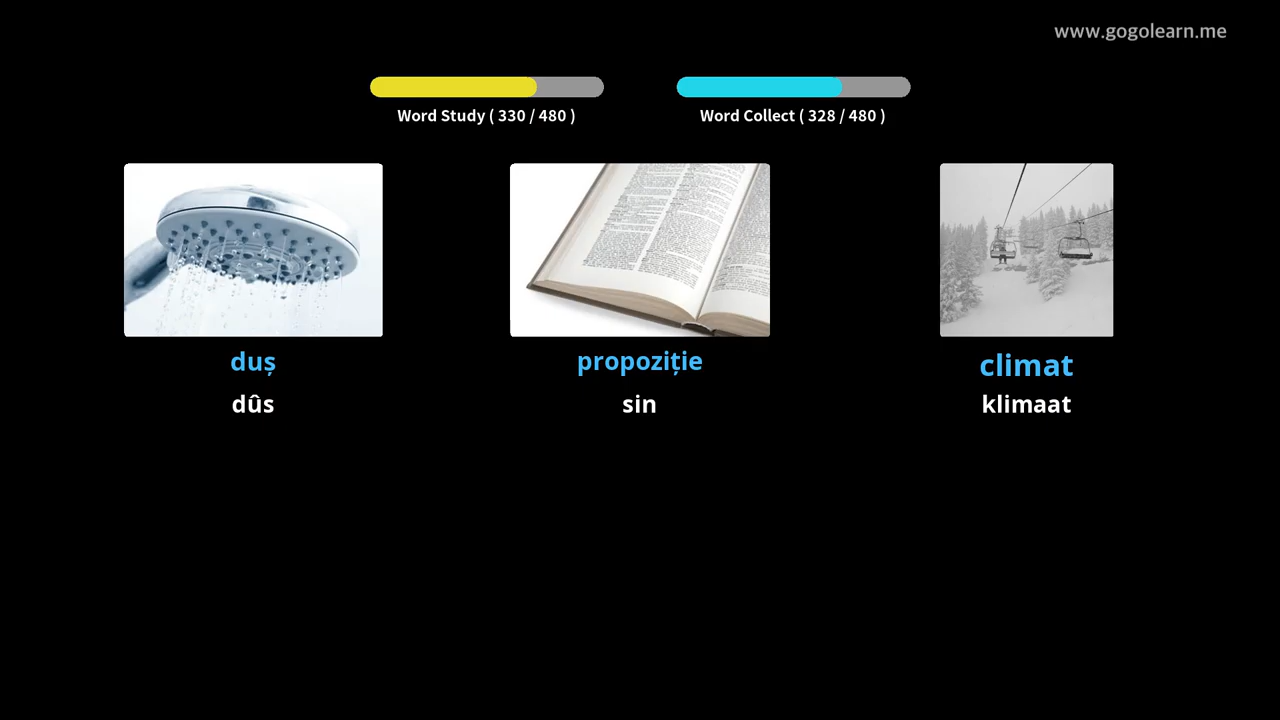 www.gogolearn.me
Word Study ( 330 / 480 )
Word Collect ( 328 / 480 )
duș
propoziție
climat
dûs
sin
klimaat